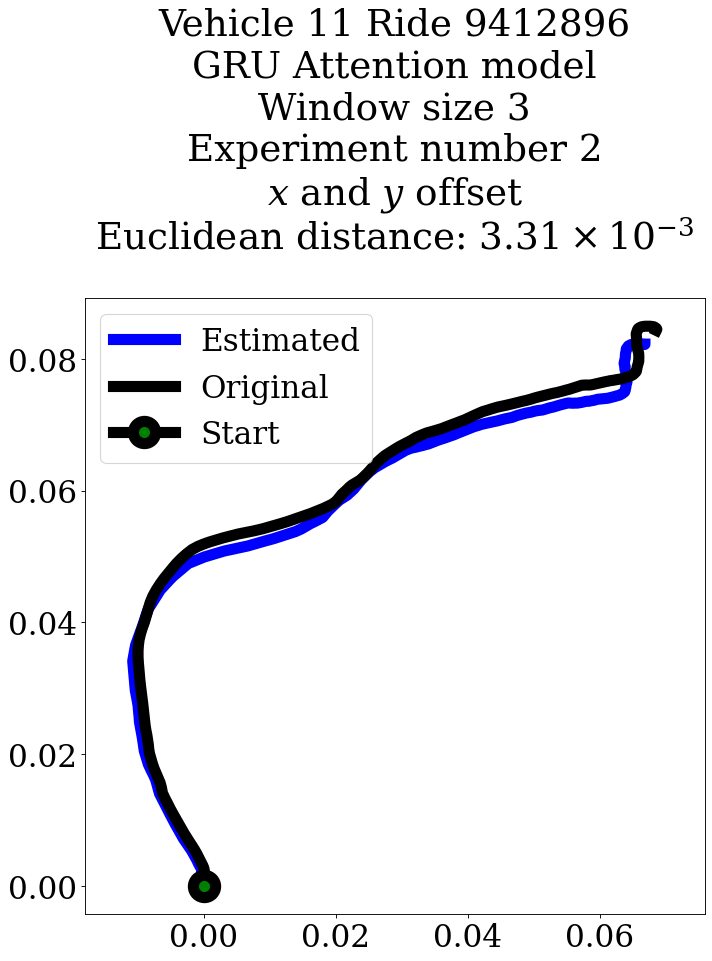 Vehicle 11 Ride 9412896
GRU Attention model
Window size 3
Experiment number 2
x and y offset
Euclidean distance: 3.31 × 10⁻³
Estimated
Original
Start
0.08
0.06
0.04
0.02
0.00
0.00 0.02 0.04 0.06